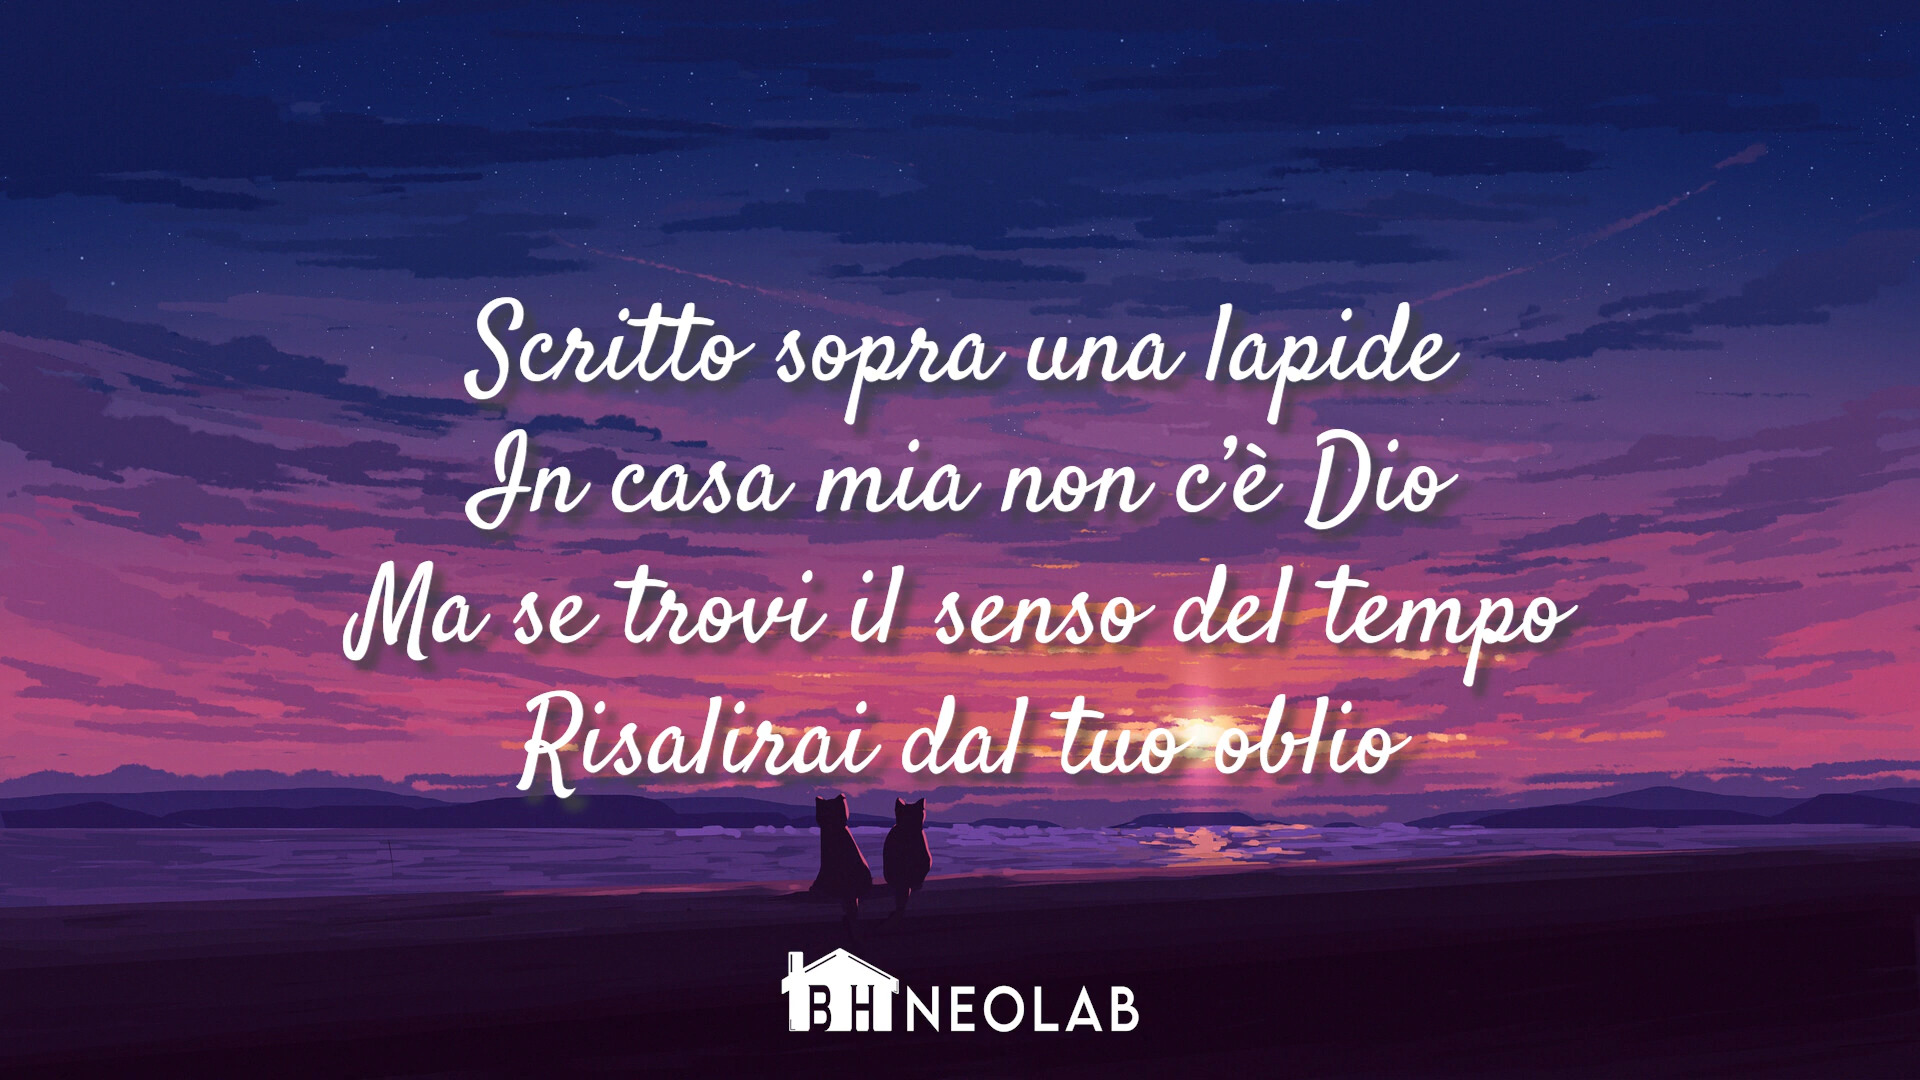 Scritto sopra una lapide
In casa mia non c’è Dio
Ma se trovi il senso del tempo
Risalirai dal tuo oblio
BH NEOLAB